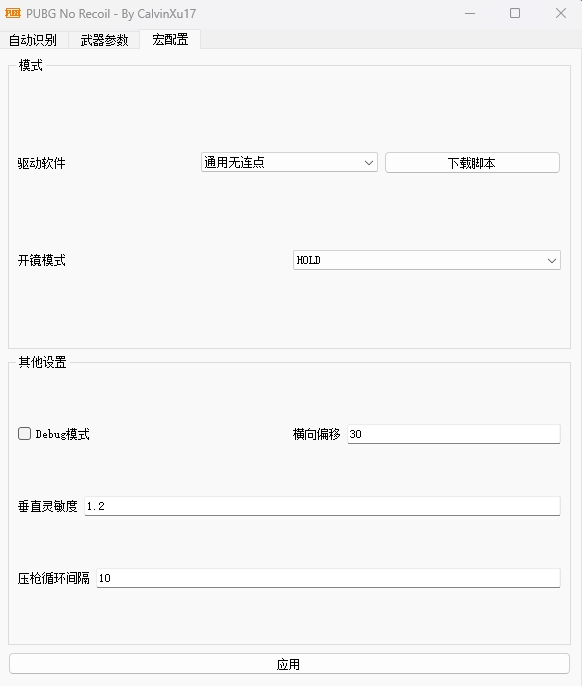 PUBG No Recoil - By CalvinXu17
自动识别 武器参数 宏配置
模式
驱动软件 通用无连点 下载脚本
开镜模式 HOLD
其他设置
Debug模式 横向偏移 30
垂直灵敏度 1.2
压枪循环间隔 10
应用